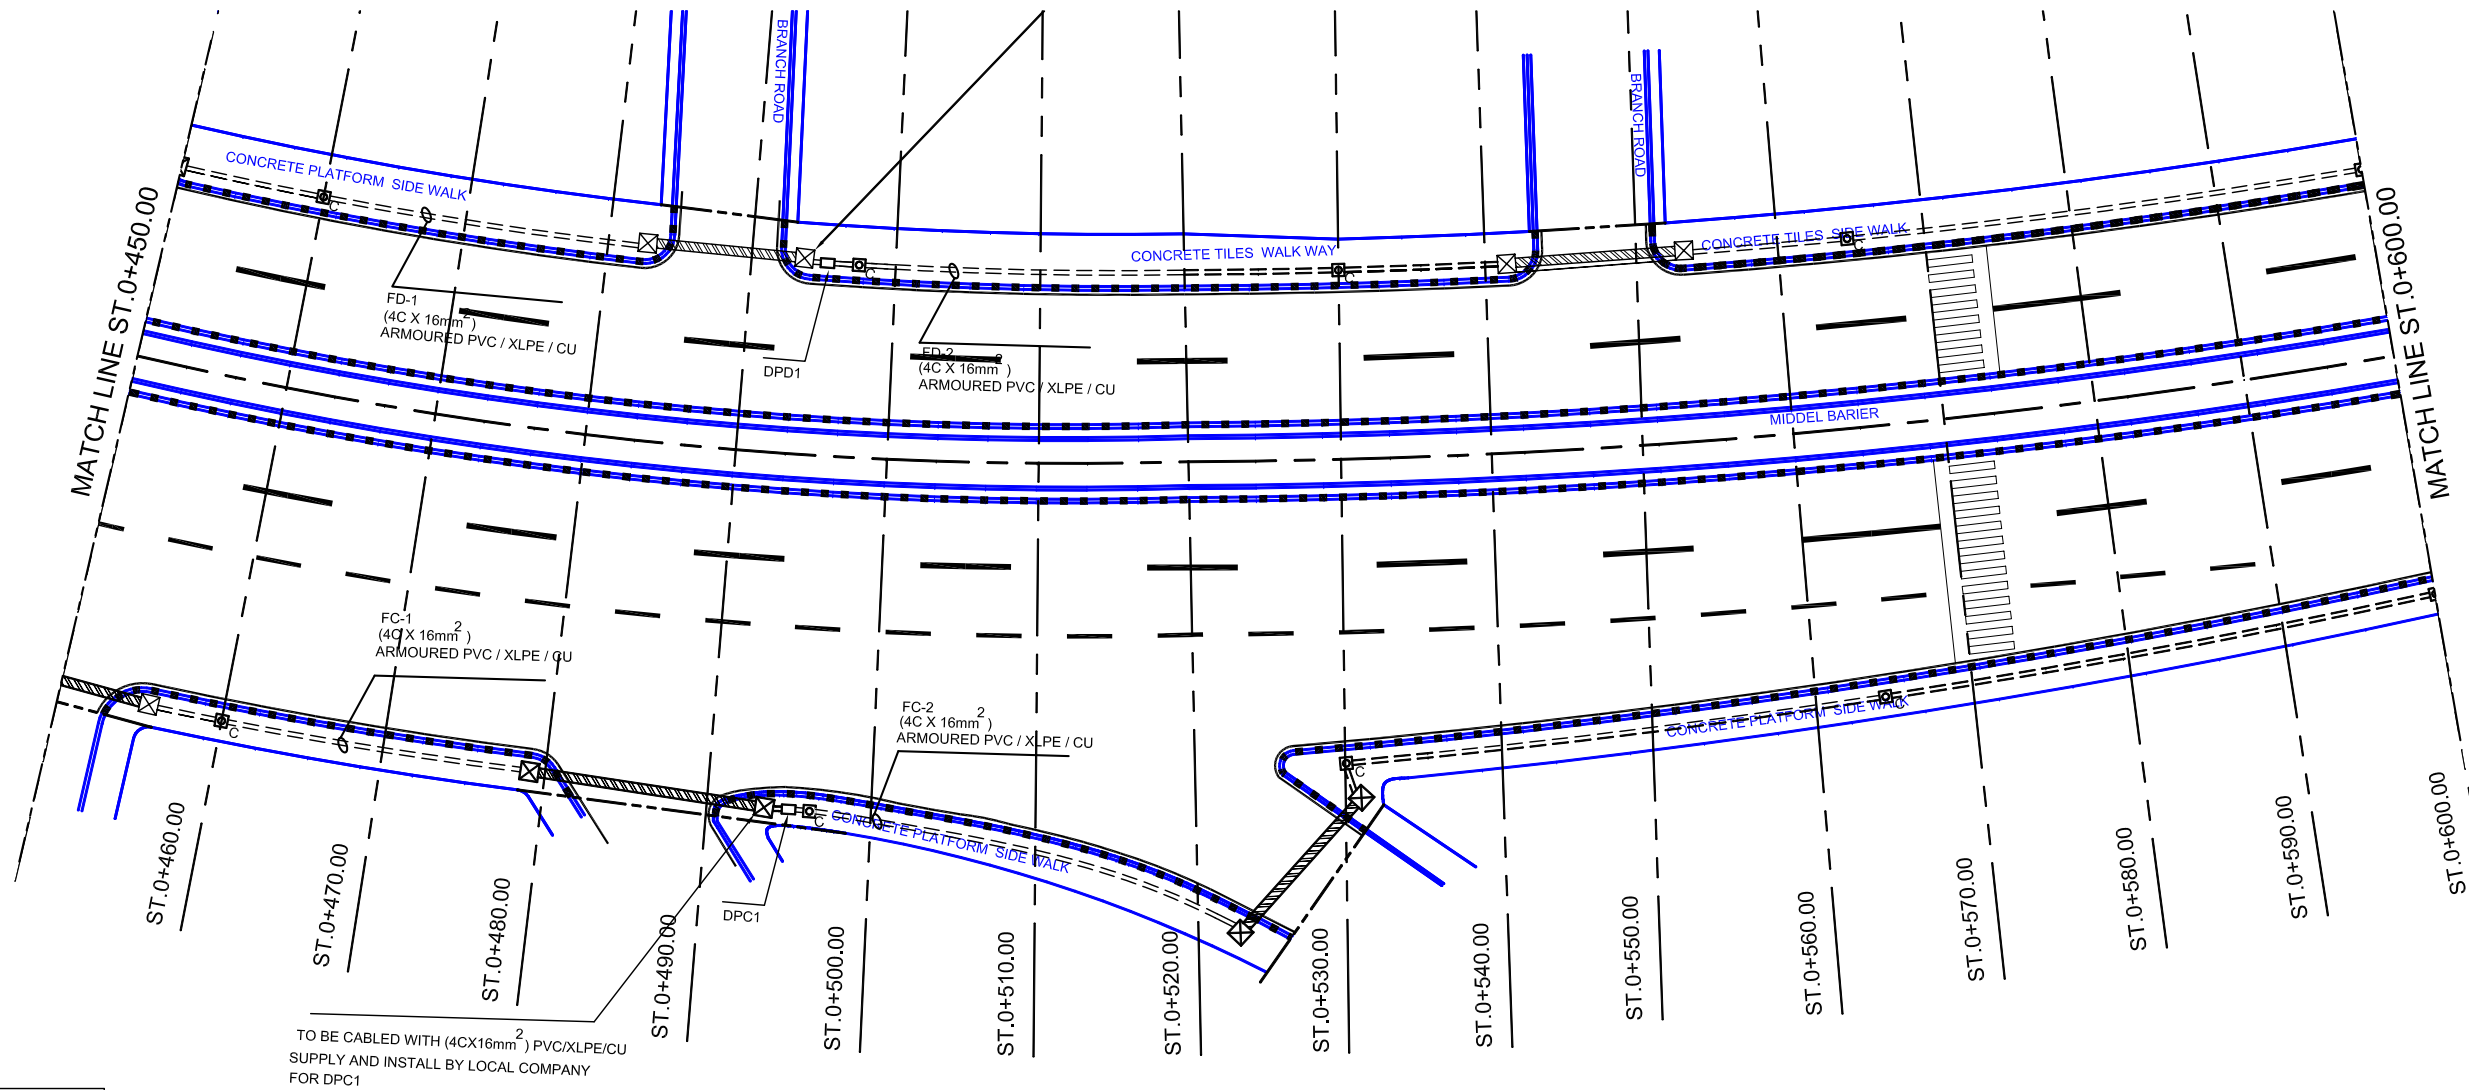 BRANCH ROAD
BRANCH ROAD
CONCRETE PLATFORM SIDE WALK
CONCRETE TILES WALK WAY
CONCRETE TILES SIDE WALK
C
C
C
C
MATCH LINE ST.0+450.00
MATCH LINE ST.0+600.00
FD-1
(4C X 16mm2)
ARMOURED PVC / XLPE / CU
DPD1
FD-2
(4C X 16mm2)
ARMOURED PVC / XLPE / CU
MIDDEL BARIER
FC-1
(4C X 16mm2)
ARMOURED PVC / XLPE / CU
FC-2
(4C X 16mm2)
ARMOURED PVC / XLPE / CU
C
C
C
C
CONCRETE PLATFORM SIDE WALK
CONCRETE PLATFORM SIDE WALK
DPC1
ST.0+460.00
ST.0+470.00
ST.0+480.00
ST.0+490.00
ST.0+500.00
ST.0+510.00
ST.0+520.00
ST.0+530.00
ST.0+540.00
ST.0+550.00
ST.0+560.00
ST.0+570.00
ST.0+580.00
ST.0+590.00
ST.0+600.00
TO BE CABLED WITH (4CX16mm2) PVC/XLPE/CU
SUPPLY AND INSTALL BY LOCAL COMPANY
FOR DPC1